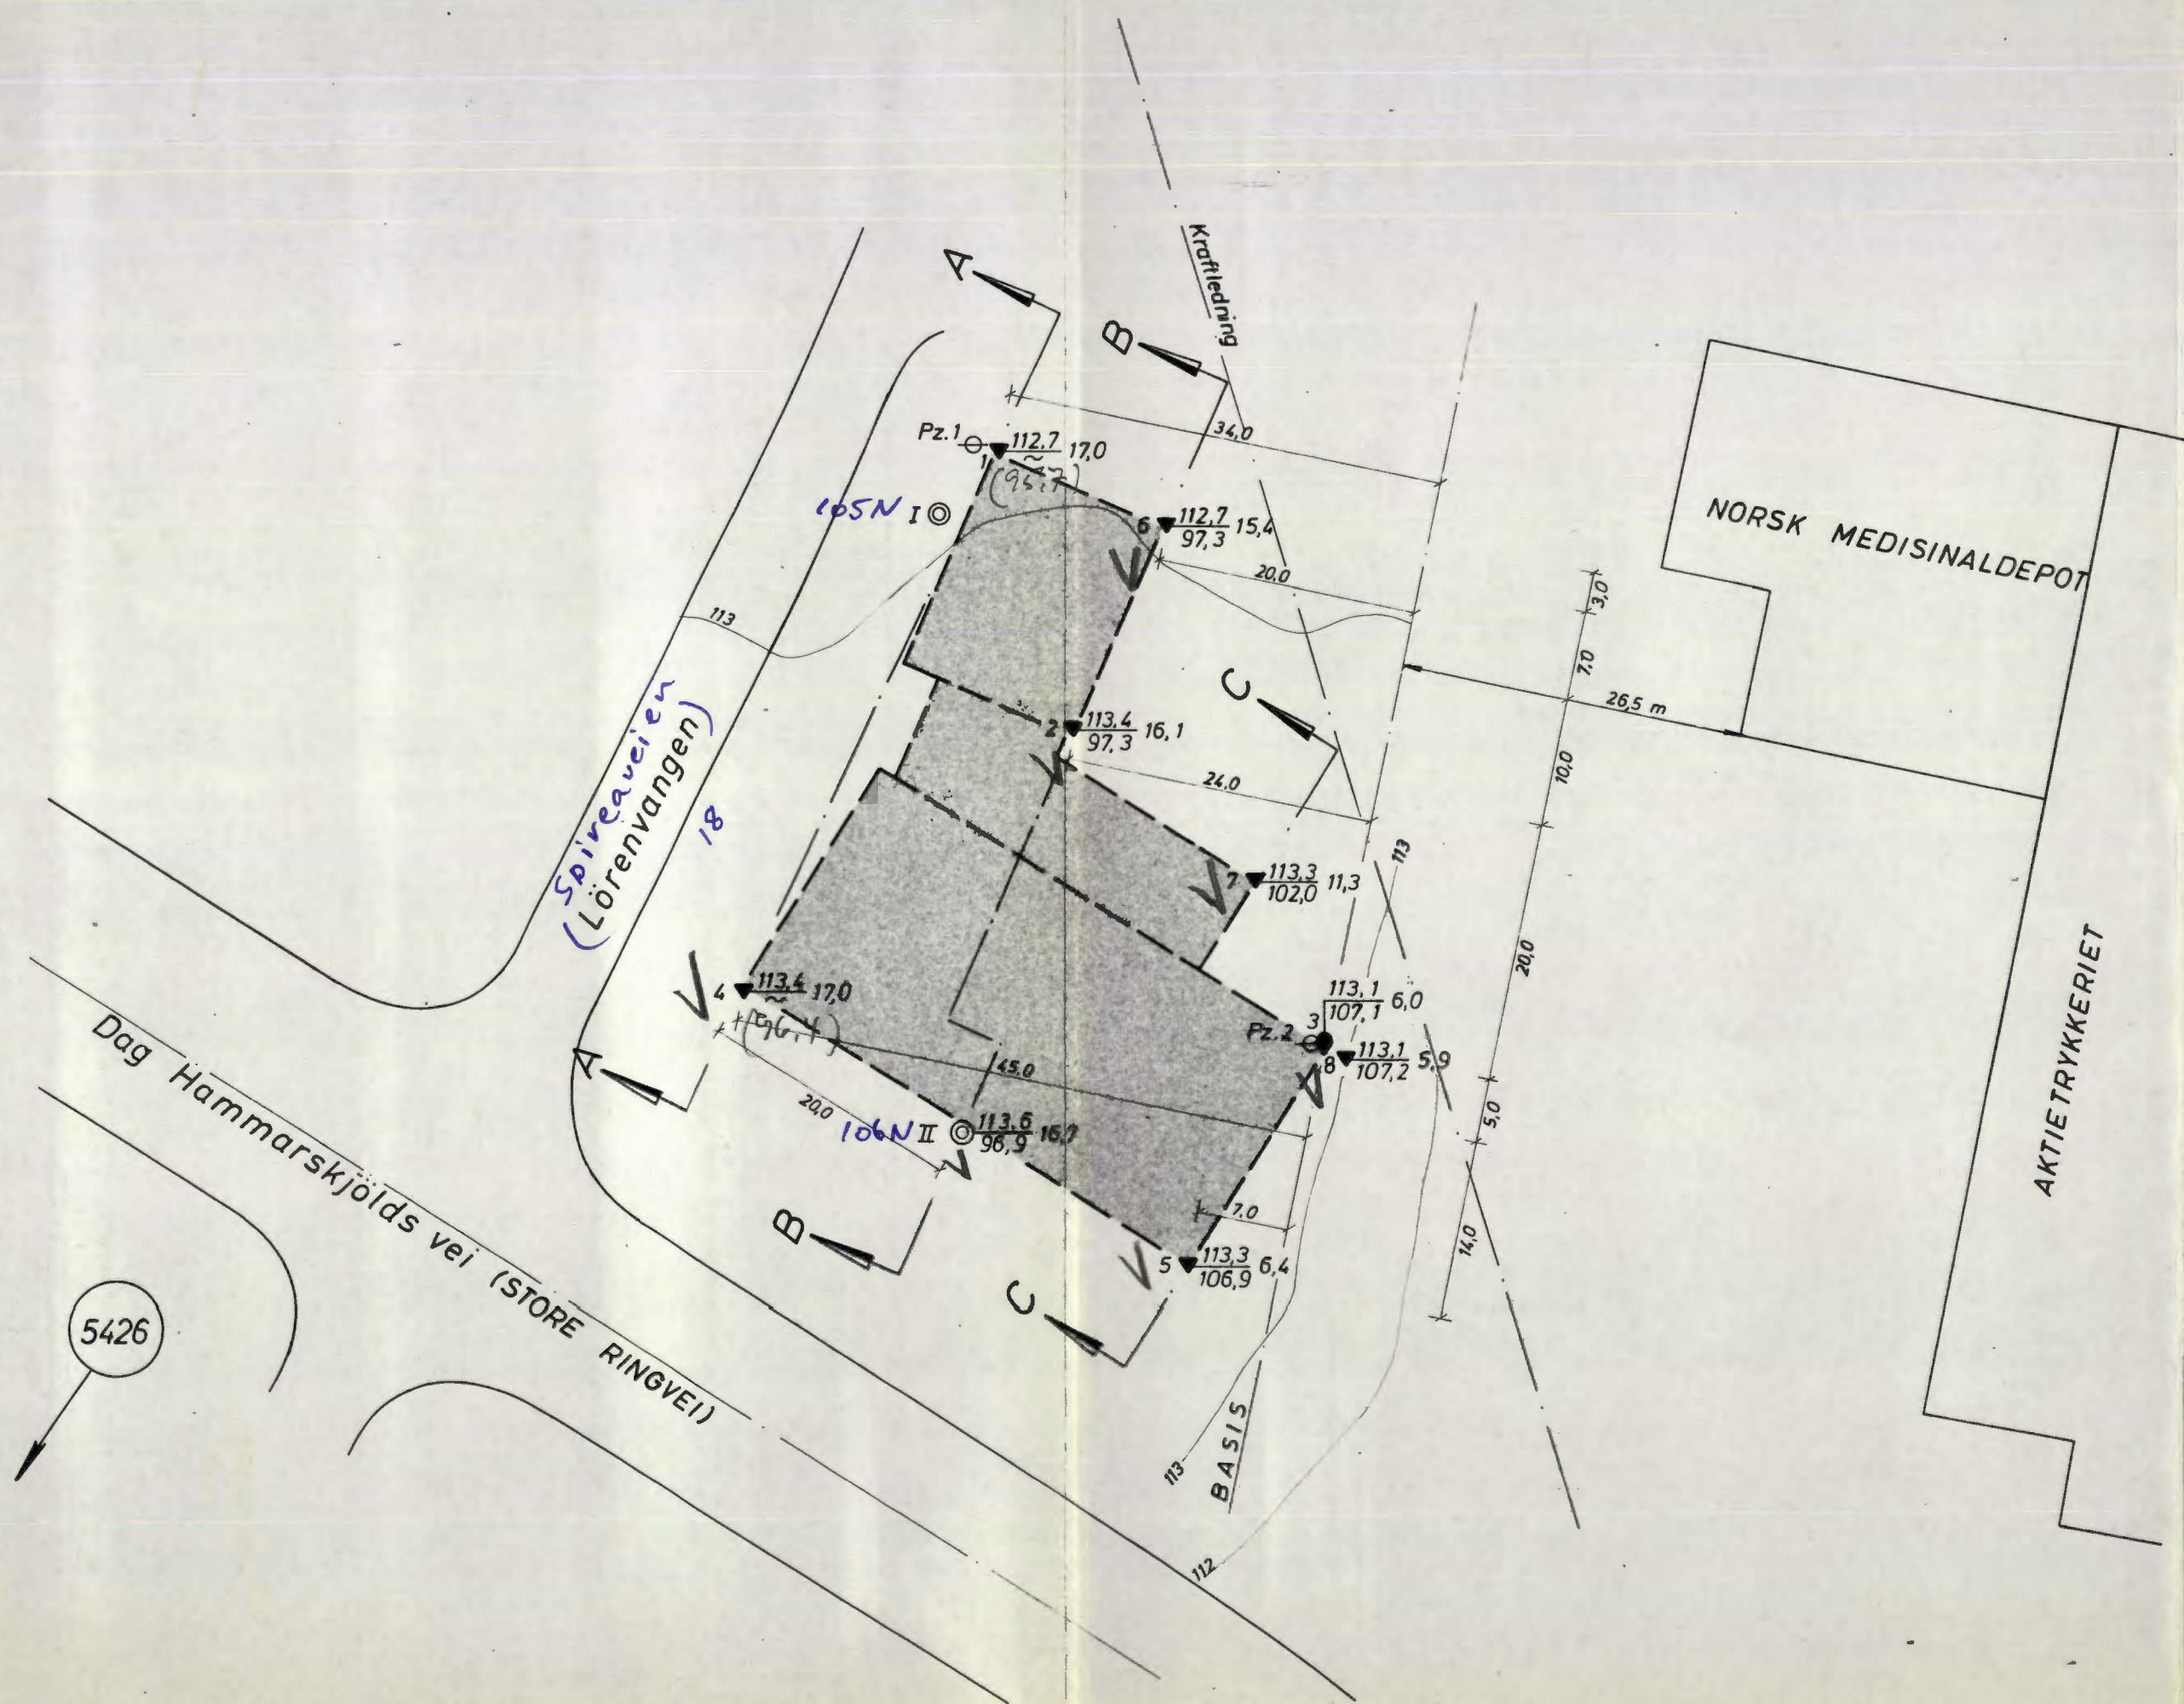 A
B
Kraftledning
34,0
Pz.1
1
112,7 17,0
~
(95,7)
105N I
6
112,7 15,4
97,3
20,0
NORSK MEDISINALDEPOT
3,0
7,0
26,5 m
10,0
20,0
5,0
14,0
113
Spireaveien
(Lörenvangen)
18
C
2
113,4 16,1
97,3
24,0
7
113,3 11,3
102,0
113
4
113,4 17,0
~
(96,4)
113,1 6,0
107,1
3
Pz.2
8
113,1 5,9
107,2
45,0
20,0
A
106N II
113,6 16,7
96,9
B
7,0
5
113,3 6,4
106,9
C
AKTIETRYKKERIET
Dag Hammarskjölds vei (STORE RINGVEI)
5426
113
BASIS
112